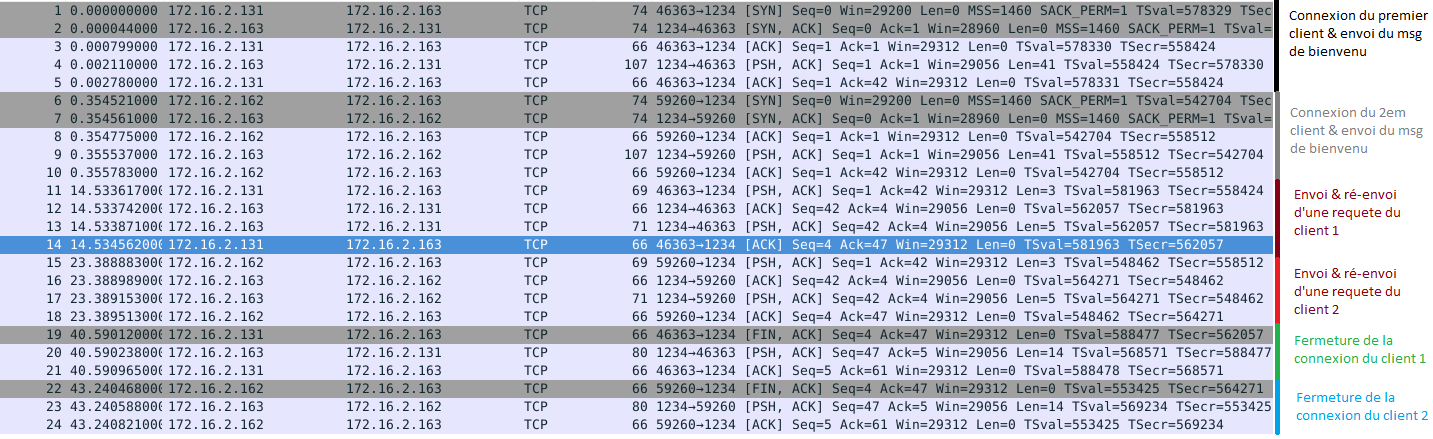 1 0.000000000 172.16.2.131 172.16.2.163 TCP 74 46363→1234 [SYN] Seq=0 Win=29200 Len=0 MSS=1460 SACK_PERM=1 TSval=578329 TSec
2 0.000044000 172.16.2.163 172.16.2.131 TCP 74 1234→46363 [SYN, ACK] Seq=0 Ack=1 Win=28960 Len=0 MSS=1460 SACK_PERM=1 TSval=
3 0.000799000 172.16.2.131 172.16.2.163 TCP 66 46363→1234 [ACK] Seq=1 Ack=1 Win=29312 Len=0 TSval=578330 TSecr=558424
4 0.002110000 172.16.2.163 172.16.2.131 TCP 107 1234→46363 [PSH, ACK] Seq=1 Ack=1 Win=29056 Len=41 TSval=558424 TSecr=578330
5 0.002780000 172.16.2.131 172.16.2.163 TCP 66 46363→1234 [ACK] Seq=1 Ack=42 Win=29312 Len=0 TSval=578331 TSecr=558424
Connexion du premier
client & envoi du msg
de bienvenu
6 0.354521000 172.16.2.162 172.16.2.163 TCP 74 59260→1234 [SYN] Seq=0 Win=29200 Len=0 MSS=1460 SACK_PERM=1 TSval=542704 TSec
7 0.354561000 172.16.2.163 172.16.2.162 TCP 74 1234→59260 [SYN, ACK] Seq=0 Ack=1 Win=28960 Len=0 MSS=1460 SACK_PERM=1 TSval=
8 0.354775000 172.16.2.162 172.16.2.163 TCP 66 59260→1234 [ACK] Seq=1 Ack=1 Win=29312 Len=0 TSval=542704 TSecr=558512
9 0.355537000 172.16.2.163 172.16.2.162 TCP 107 1234→59260 [PSH, ACK] Seq=1 Ack=1 Win=29056 Len=41 TSval=558512 TSecr=542704
10 0.355783000 172.16.2.162 172.16.2.163 TCP 66 59260→1234 [ACK] Seq=1 Ack=42 Win=29312 Len=0 TSval=542704 TSecr=558512
Connexion du 2em
client & envoi du msg
de bienvenu
11 14.533617000 172.16.2.131 172.16.2.163 TCP 69 46363→1234 [PSH, ACK] Seq=1 Ack=42 Win=29312 Len=3 TSval=581963 TSecr=558424
12 14.533742000 172.16.2.163 172.16.2.131 TCP 66 1234→46363 [ACK] Seq=42 Ack=4 Win=29056 Len=0 TSval=562057 TSecr=581963
13 14.533871000 172.16.2.163 172.16.2.131 TCP 71 1234→46363 [PSH, ACK] Seq=42 Ack=4 Win=29056 Len=5 TSval=562057 TSecr=581963
14 14.534562000 172.16.2.131 172.16.2.163 TCP 66 46363→1234 [ACK] Seq=4 Ack=47 Win=29312 Len=0 TSval=581963 TSecr=562057
Envoi & ré-envoi
d'une requete du
client 1
15 23.388883000 172.16.2.162 172.16.2.163 TCP 69 59260→1234 [PSH, ACK] Seq=1 Ack=42 Win=29312 Len=3 TSval=548462 TSecr=558512
16 23.388989000 172.16.2.163 172.16.2.162 TCP 66 1234→59260 [ACK] Seq=42 Ack=4 Win=29056 Len=0 TSval=564271 TSecr=548462
17 23.389153000 172.16.2.163 172.16.2.162 TCP 71 1234→59260 [PSH, ACK] Seq=42 Ack=4 Win=29056 Len=5 TSval=564271 TSecr=548462
18 23.389513000 172.16.2.162 172.16.2.163 TCP 66 59260→1234 [ACK] Seq=4 Ack=47 Win=29312 Len=0 TSval=548462 TSecr=564271
Envoi & ré-envoi
d'une requete du
client 2
19 40.590120000 172.16.2.131 172.16.2.163 TCP 66 46363→1234 [FIN, ACK] Seq=4 Ack=47 Win=29312 Len=0 TSval=588477 TSecr=562057
20 40.590238000 172.16.2.163 172.16.2.131 TCP 80 1234→46363 [PSH, ACK] Seq=47 Ack=5 Win=29056 Len=14 TSval=568571 TSecr=588477
21 40.590965000 172.16.2.131 172.16.2.163 TCP 66 46363→1234 [ACK] Seq=5 Ack=61 Win=29312 Len=0 TSval=588478 TSecr=568571
Fermeture de la
connexion du client 1
22 43.240468000 172.16.2.162 172.16.2.163 TCP 66 59260→1234 [FIN, ACK] Seq=4 Ack=47 Win=29312 Len=0 TSval=553425 TSecr=564271
23 43.240588000 172.16.2.163 172.16.2.162 TCP 80 1234→59260 [PSH, ACK] Seq=47 Ack=5 Win=29056 Len=14 TSval=569234 TSecr=553425
24 43.240821000 172.16.2.162 172.16.2.163 TCP 66 59260→1234 [ACK] Seq=5 Ack=61 Win=29312 Len=0 TSval=553425 TSecr=569234
Fermeture de la
connexion du client 2